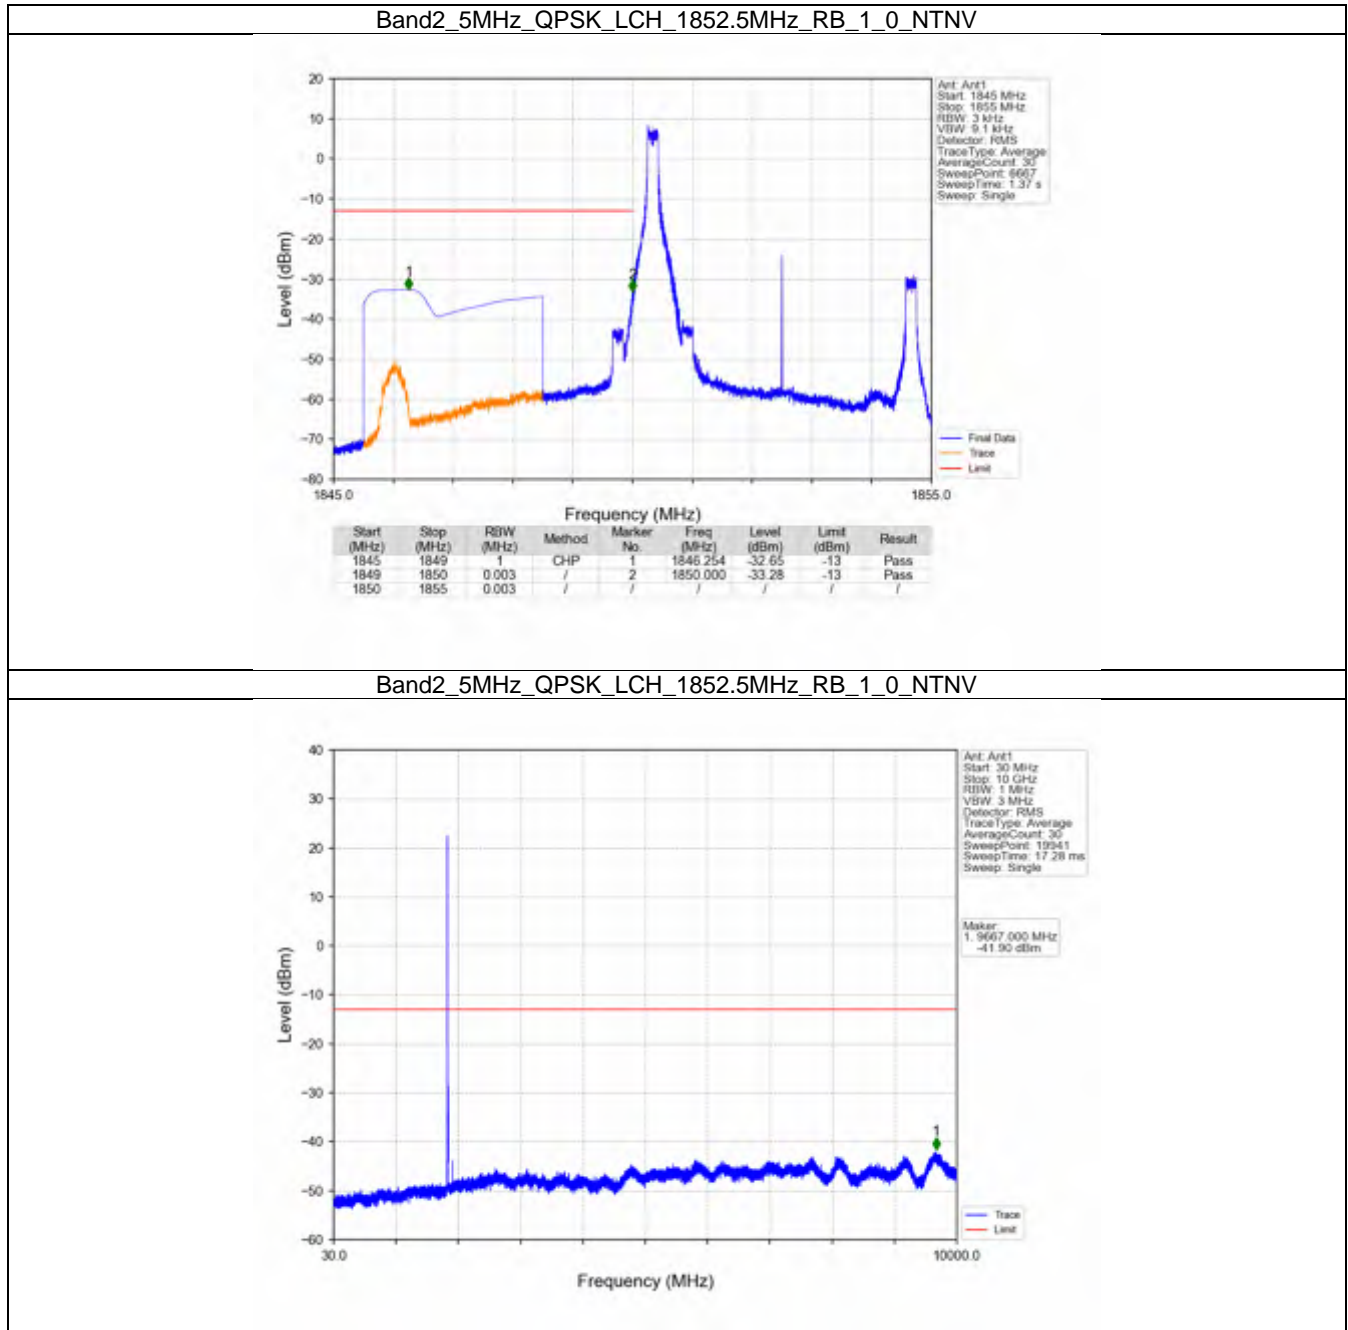 Band2_5MHz_QPSK_LCH_1852.5MHz_RB_1_0_NTNV
20
10
0
-10
-20
-30
-40
-50
-60
-70
-80
Level (dBm)
1
2
1845.0
1855.0
Frequency (MHz)
Ant: Ant1
Start: 1845 MHz
Stop: 1855 MHz
RBW: 3 kHz
VBW: 9.1 kHz
Detector: RMS
TraceType: Average
AverageCount: 30
SweepPoint: 6667
SweepTime: 1.37 s
Sweep: Single
Final Data
Trace
Limit
Start (MHz) Stop (MHz) RBW (MHz) Method Marker No. Freq (MHz) Level (dBm) Limit (dBm) Result
1845 1849 1 CHP 1 1846.254 -32.65 -13 Pass
1849 1850 0.003 / 2 1850.000 -33.28 -13 Pass
1850 1855 0.003 / / / / / /
Band2_5MHz_QPSK_LCH_1852.5MHz_RB_1_0_NTNV
40
30
20
10
0
-10
-20
-30
-40
-50
-60
Level (dBm)
1
30.0
10000.0
Frequency (MHz)
Ant: Ant1
Start: 30 MHz
Stop: 10 GHz
RBW: 1 MHz
VBW: 3 MHz
Detector: RMS
TraceType: Average
AverageCount: 30
SweepPoint: 19941
SweepTime: 17.28 ms
Sweep: Single
Maker:
1. 9667.000 MHz
-41.90 dBm
Trace
Limit